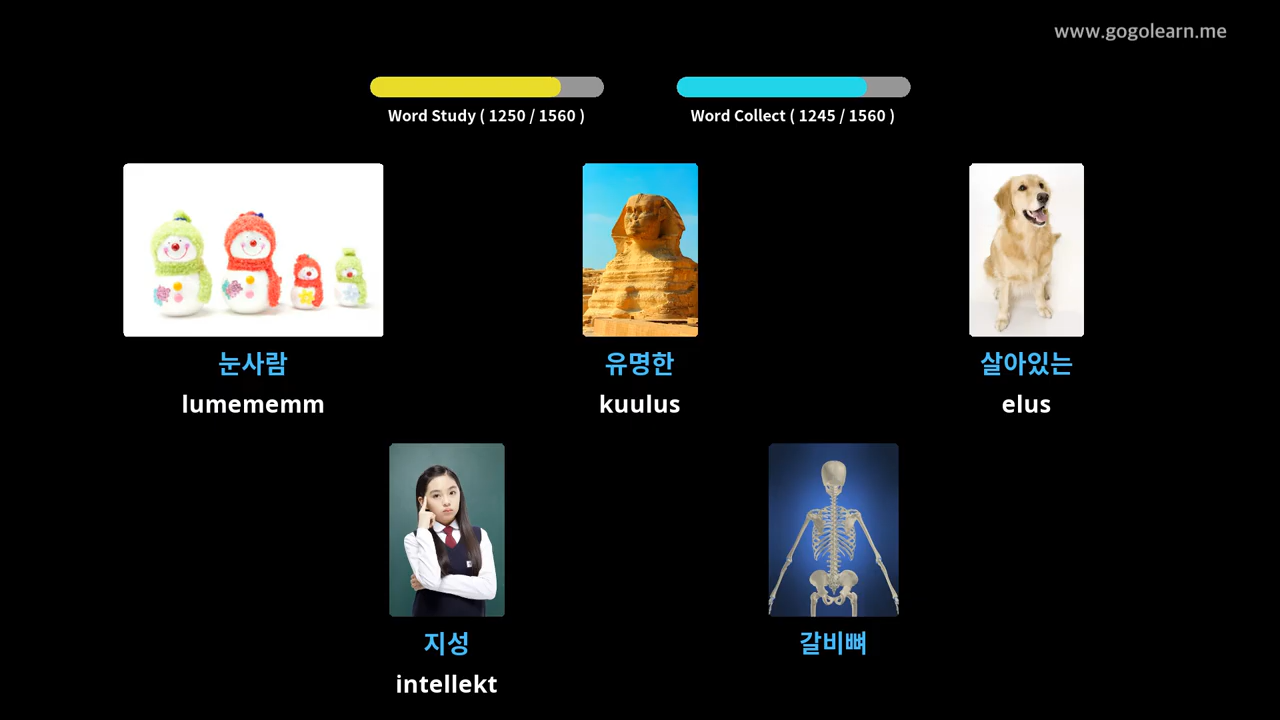 www.gogolearn.me
Word Study ( 1250 / 1560 )
Word Collect ( 1245 / 1560 )
눈사람
lumememm
유명한
kuulus
살아있는
elus
지성
intellekt
갈비뼈